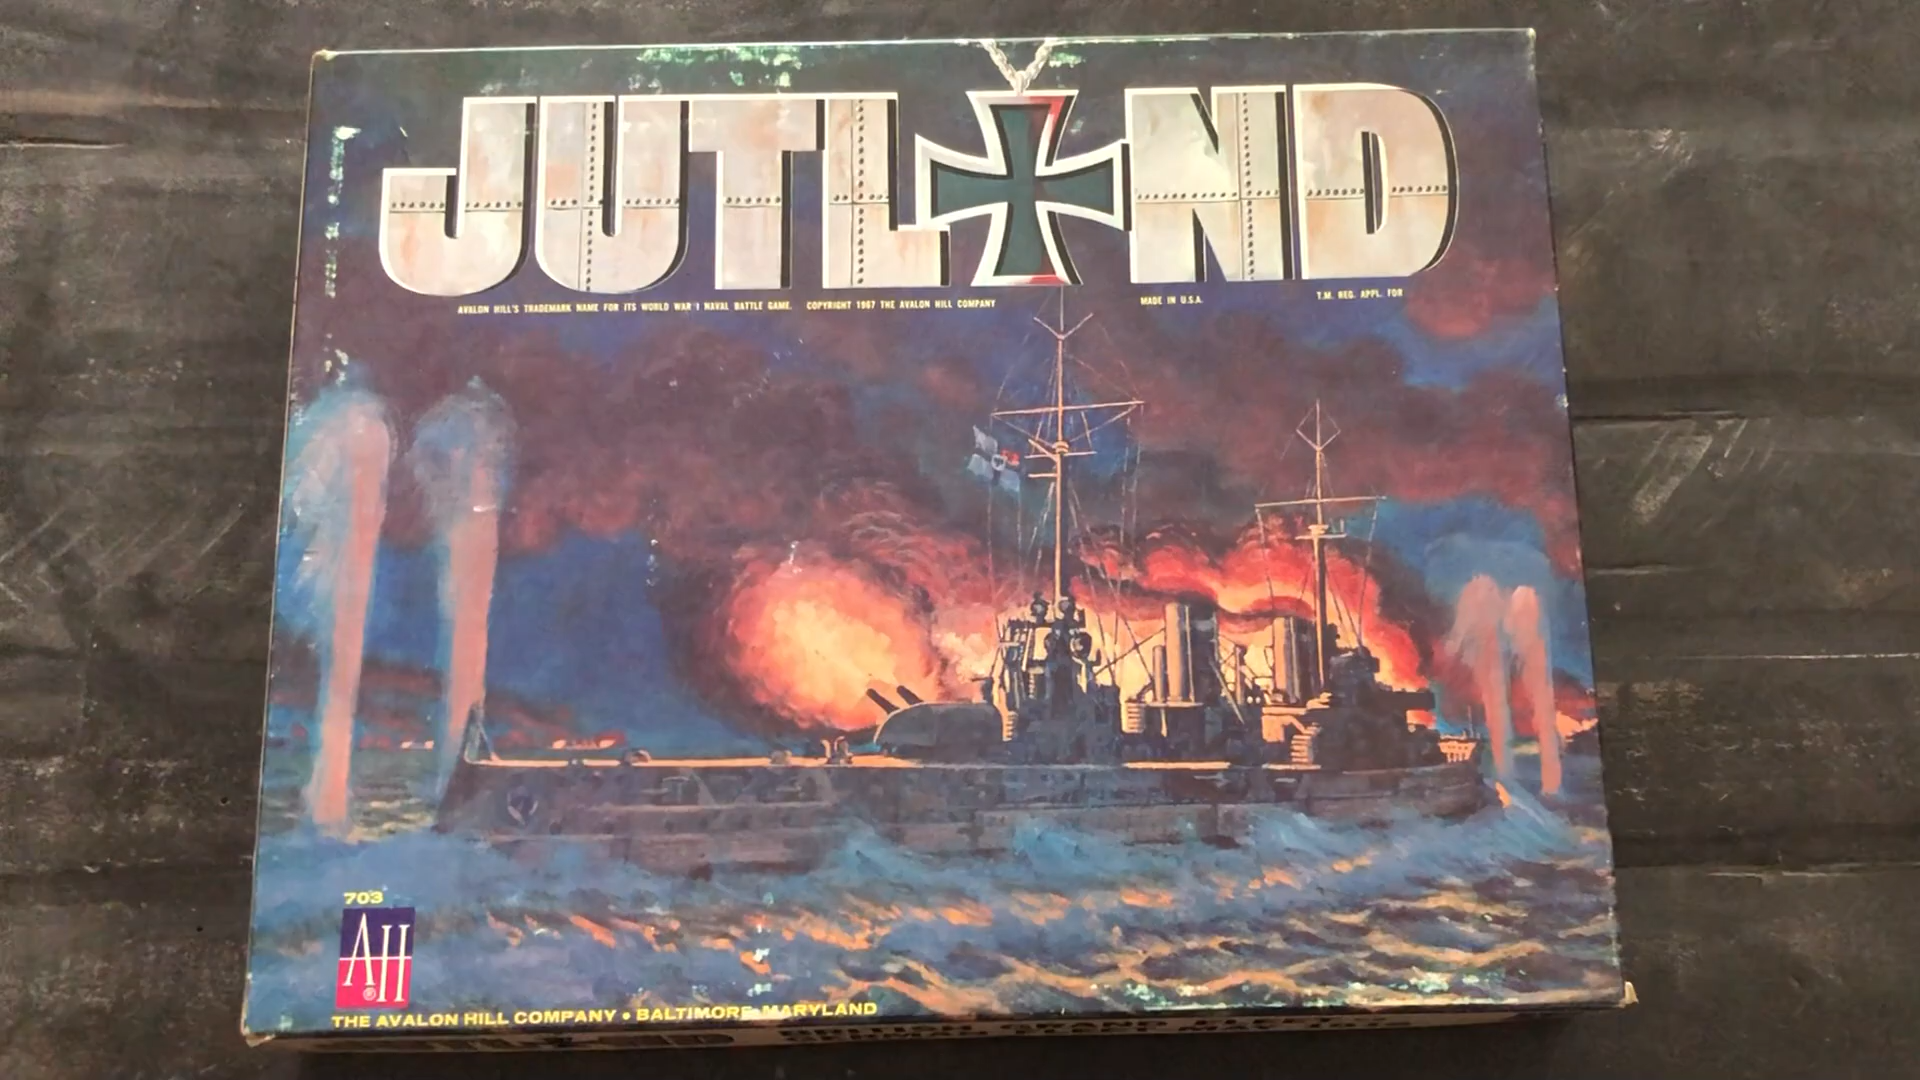 JUTLND
AVALON HILL'S TRADEMARK NAME FOR ITS WORLD WAR I NAVAL BATTLE GAME. COPYRIGHT 1967 THE AVALON HILL COMPANY MADE IN U.S.A. T.M. REG. APPL. FOR
703
AH
®
THE AVALON HILL COMPANY • BALTIMORE, MARYLAND